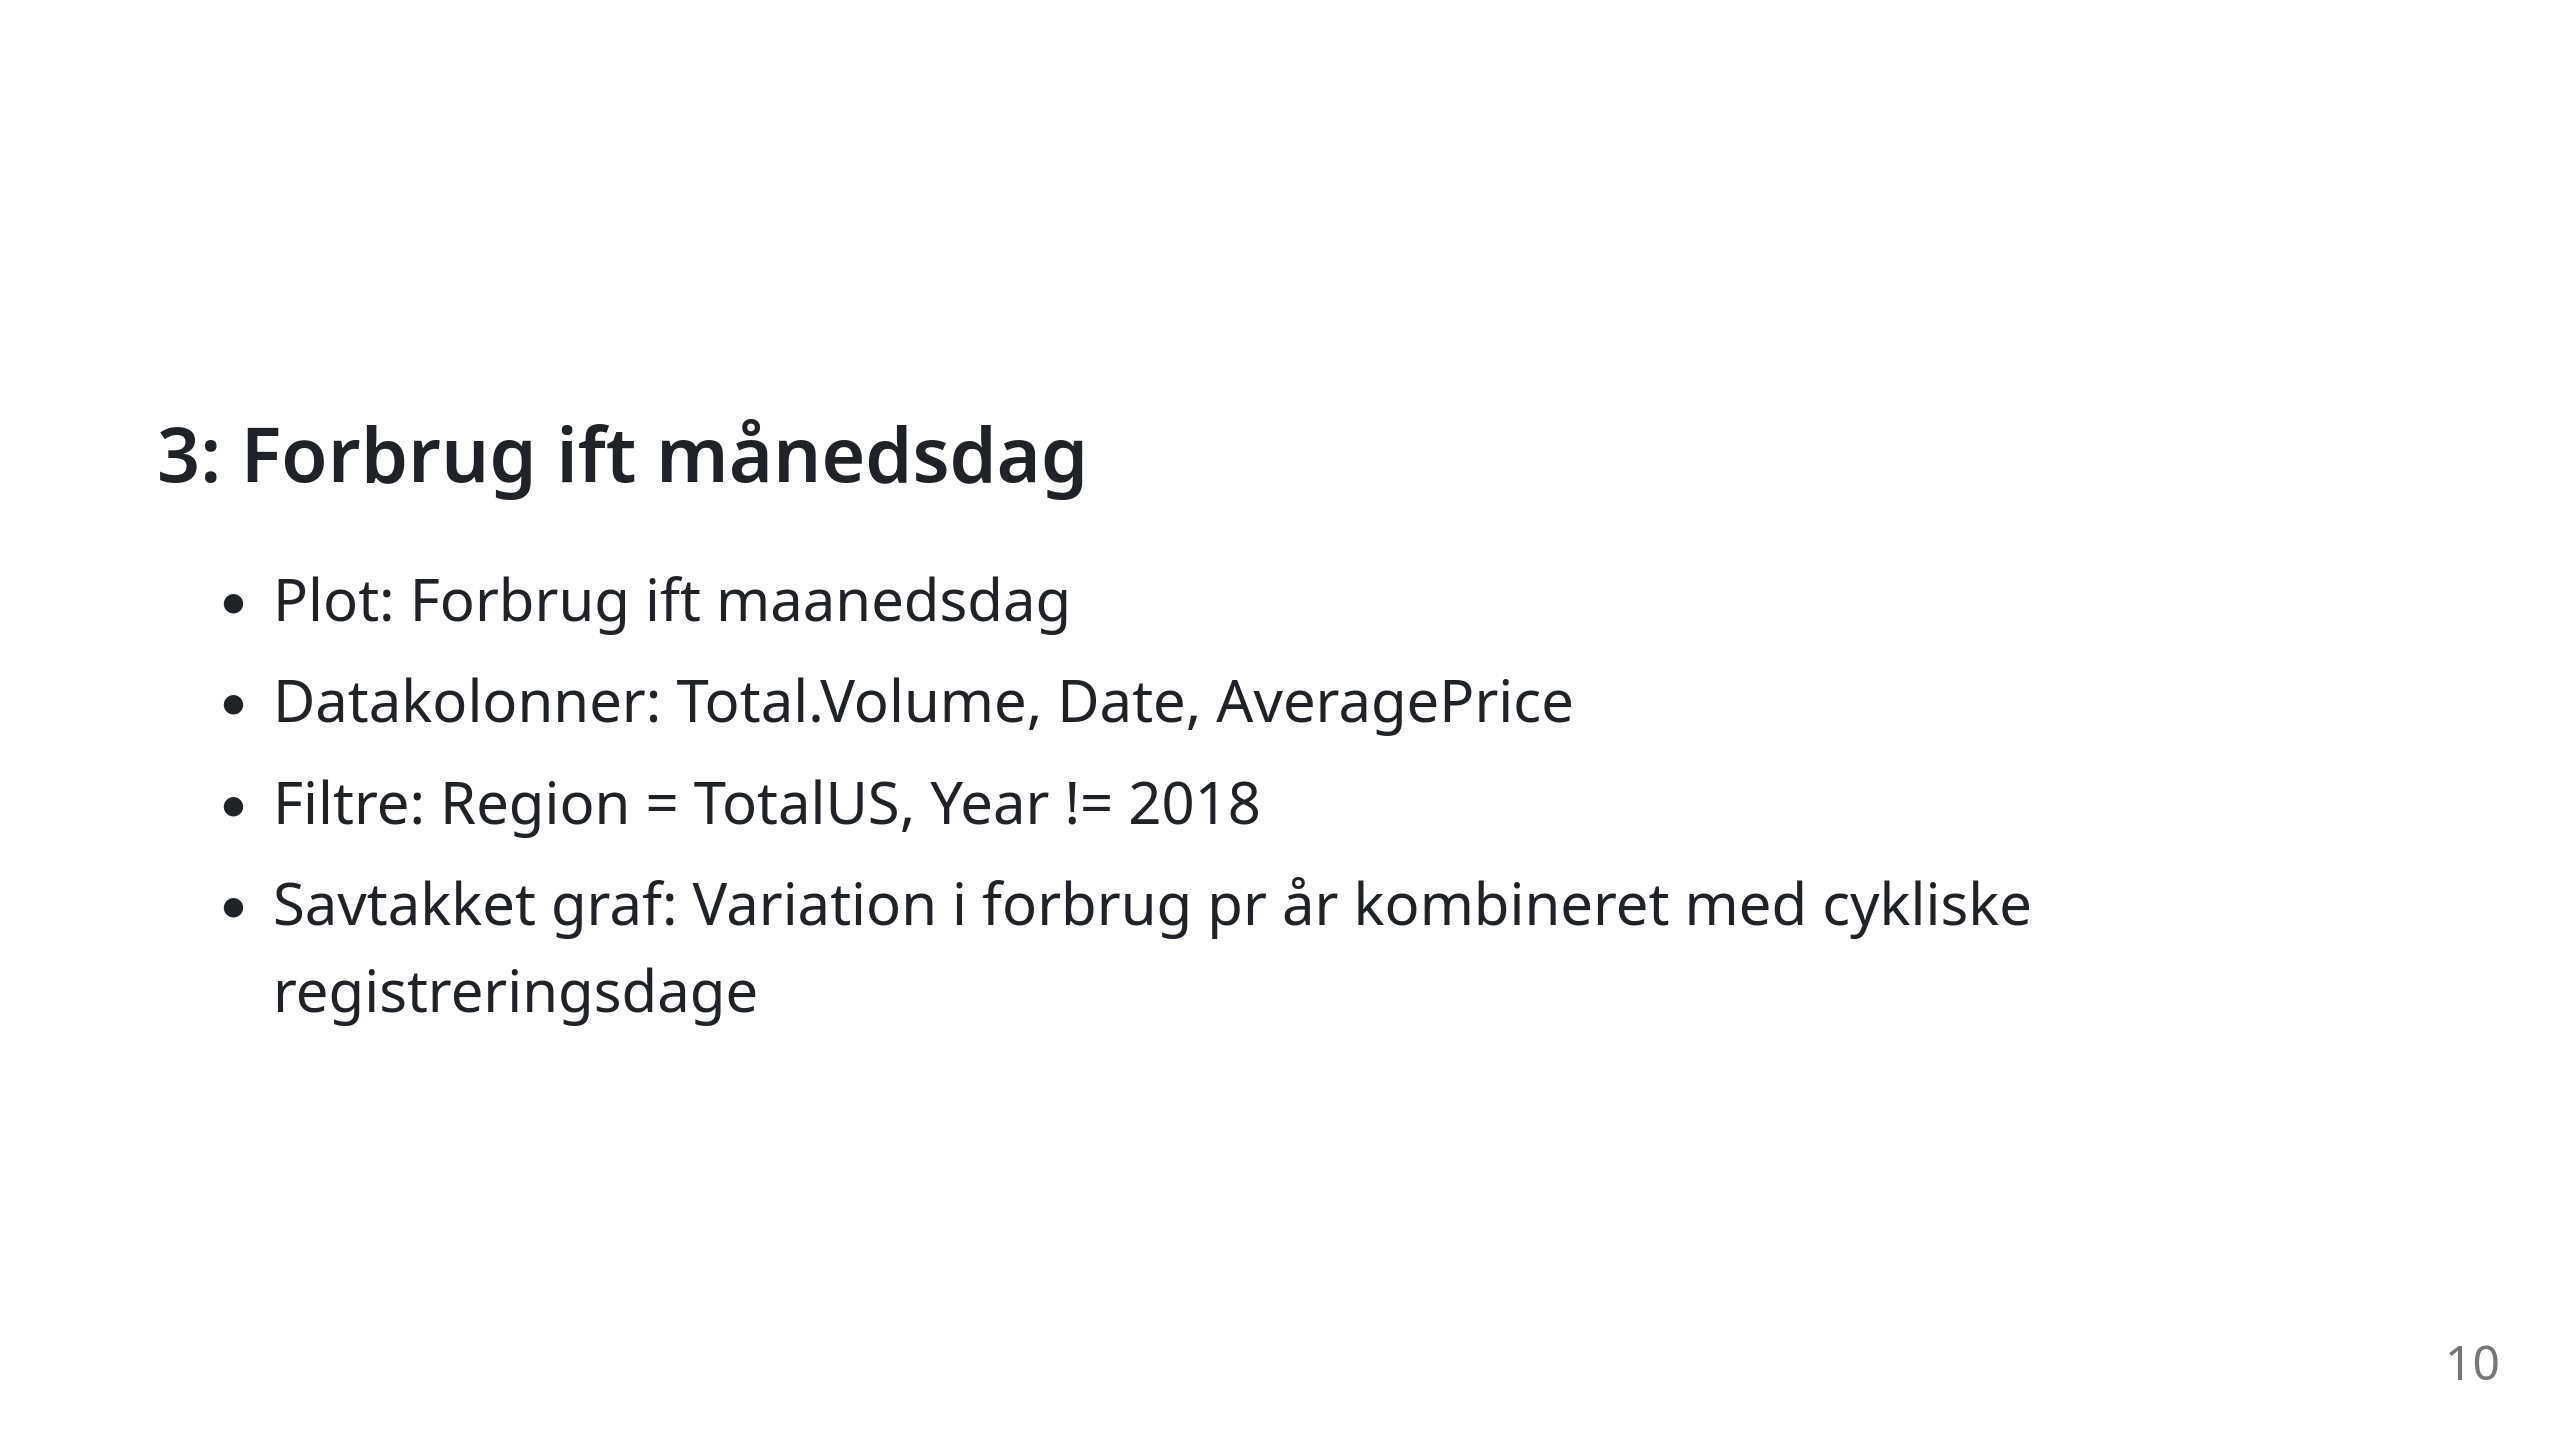 3: Forbrug ift månedsdag
• Plot: Forbrug ift maanedsdag
• Datakolonner: Total.Volume, Date, AveragePrice
• Filtre: Region = TotalUS, Year != 2018
• Savtakket graf: Variation i forbrug pr år kombineret med cykliske
registreringsdage
10